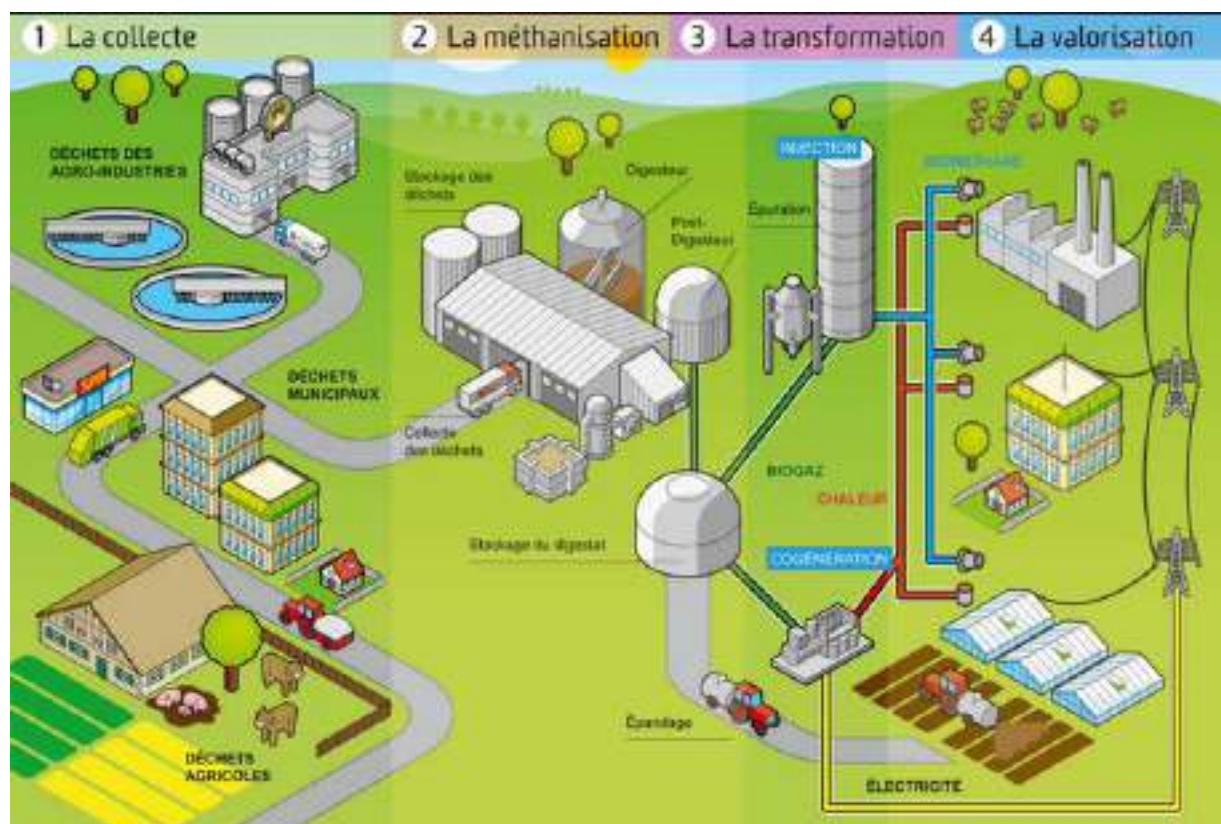 1 La collecte
2 La méthanisation
3 La transformation
4 La valorisation
DÉCHETS DES
AGRO-INDUSTRIES
DÉCHETS
MUNICIPAUX
DÉCHETS
AGRICOLES
Stockage des
déchets
Digesteur
Post-
Digesteur
Collecte
des déchets
Stockage du digestat
Épandage
INJECTION
Épuration
BIOGAZ
CHALEUR
COGÉNÉRATION
BIOMÉTHANE
ÉLECTRICITÉ